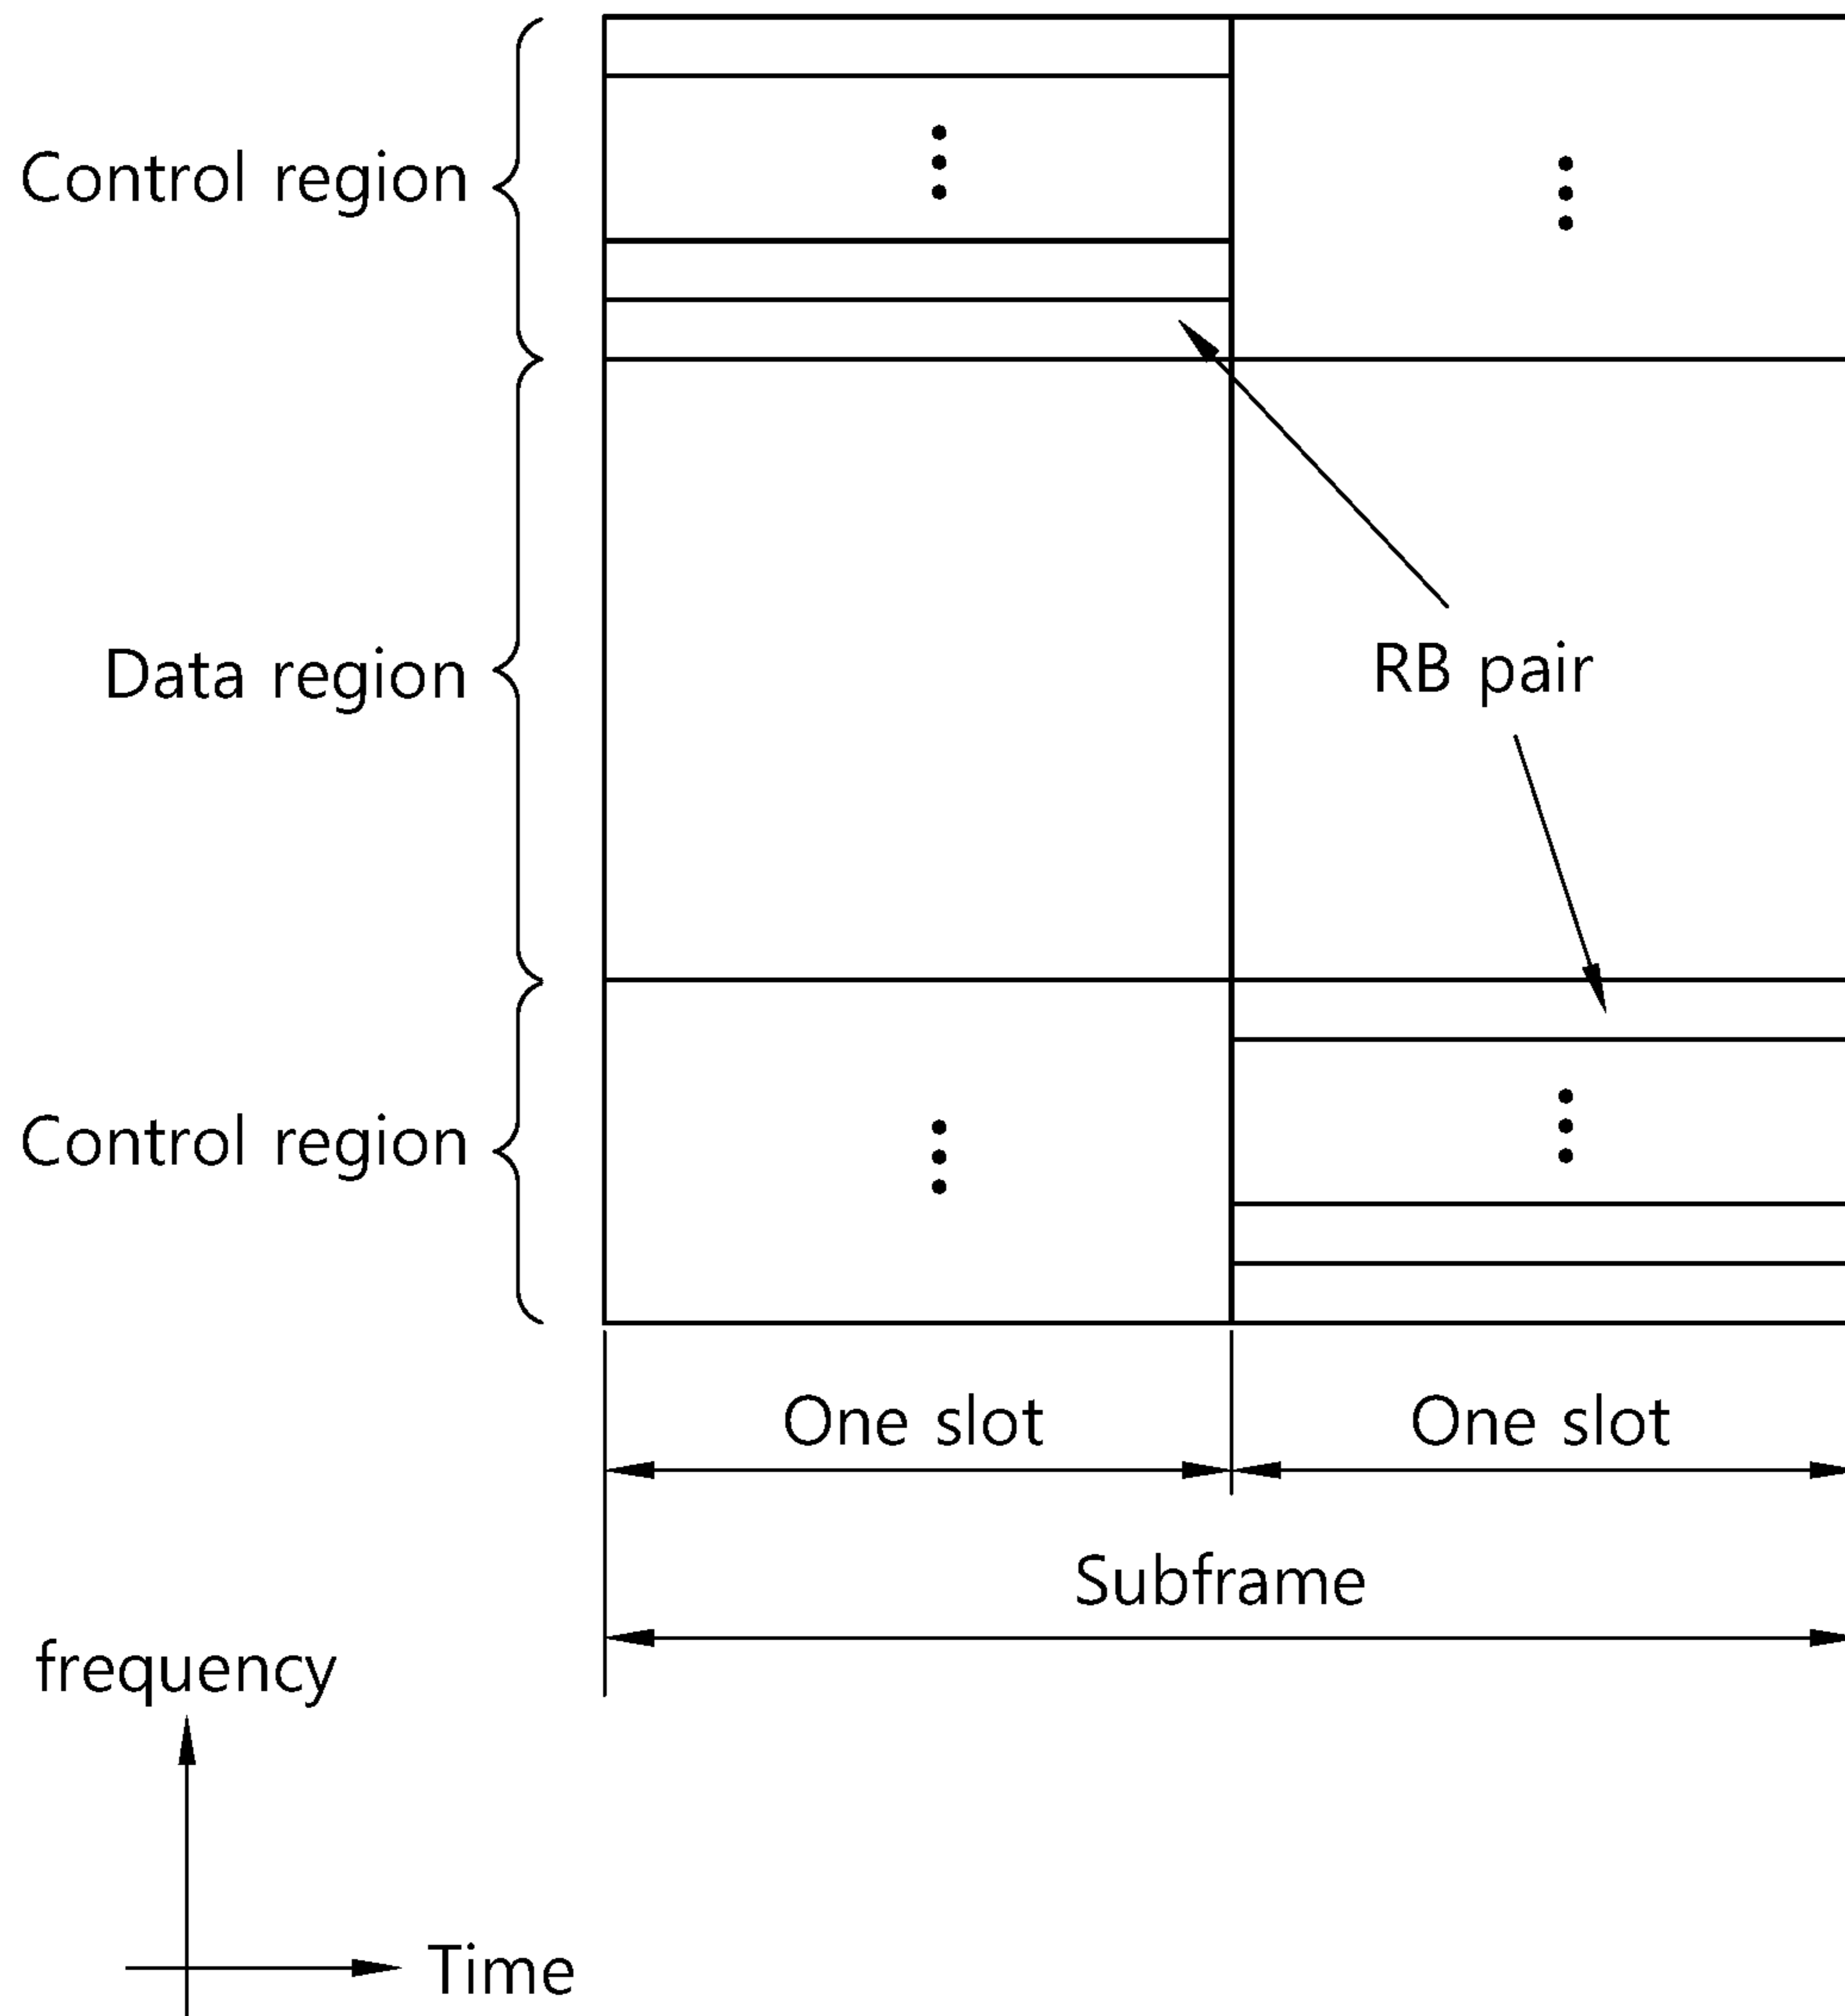 Control region
Data region
RB pair
Control region
One slot
One slot
Subframe
frequency
Time